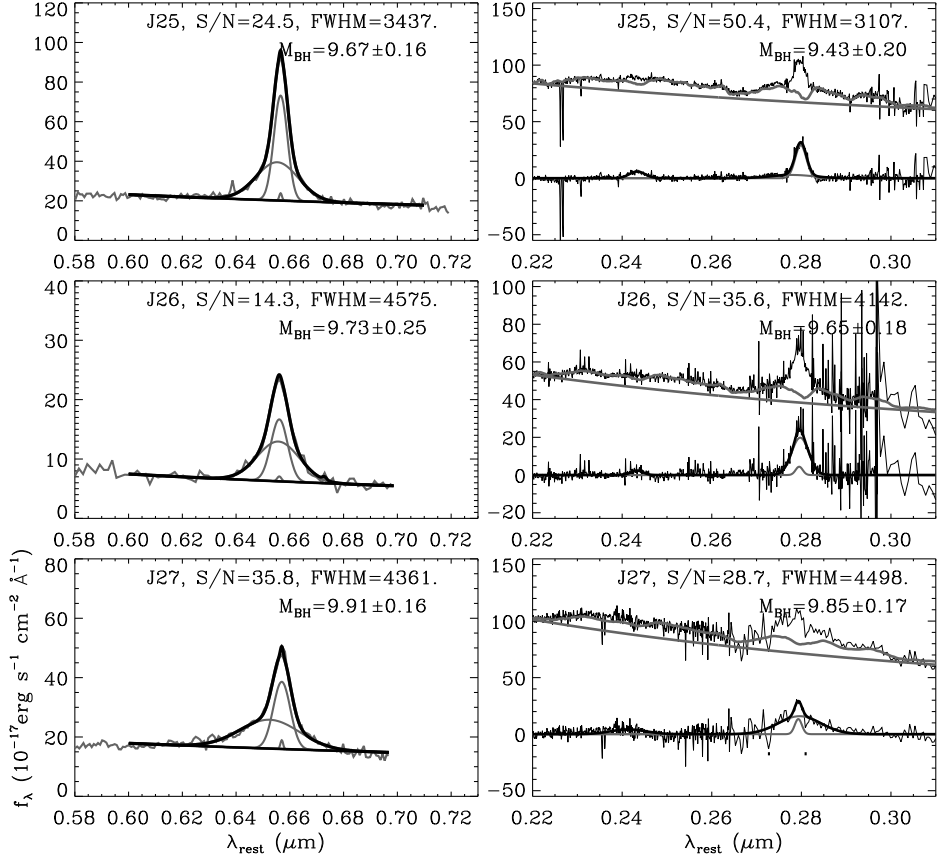 J25, S/N=24.5, FWHM=3437.
M_BH=9.67±0.16
120
100
80
60
40
20
0
0.58 0.60 0.62 0.64 0.66 0.68 0.70 0.72
J25, S/N=50.4, FWHM=3107.
M_BH=9.43±0.20
150
100
50
0
−50
0.22 0.24 0.26 0.28 0.30
J26, S/N=14.3, FWHM=4575.
M_BH=9.73±0.25
40
30
20
10
0
0.58 0.60 0.62 0.64 0.66 0.68 0.70 0.72
J26, S/N=35.6, FWHM=4142.
M_BH=9.65±0.18
100
80
60
40
20
0
−20
0.22 0.24 0.26 0.28 0.30
J27, S/N=35.8, FWHM=4361.
M_BH=9.91±0.16
80
60
40
20
0
0.58 0.60 0.62 0.64 0.66 0.68 0.70 0.72
λ_rest (μm)
f_λ (10⁻¹⁷erg s⁻¹ cm⁻² Å⁻¹)
J27, S/N=28.7, FWHM=4498.
M_BH=9.85±0.17
150
100
50
0
−50
0.22 0.24 0.26 0.28 0.30
λ_rest (μm)